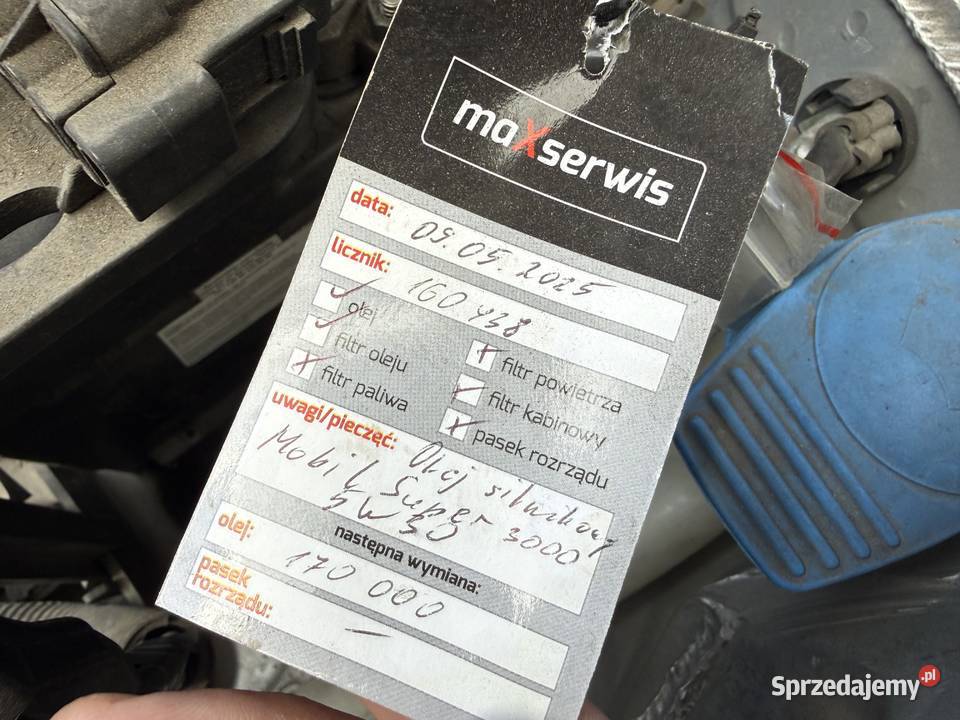 maxserwis
data: 09.05.2025
licznik: 160 438
olej
filtr oleju
filtr paliwa
filtr powietrza
filtr kabinowy
pasek rozrządu
uwagi/pieczęć: Olej silnikowy
Mobil Super 3000
5W30
następna wymiana:
olej: 170 000
pasek
rozrządu: —
Sprzedajemy.pl